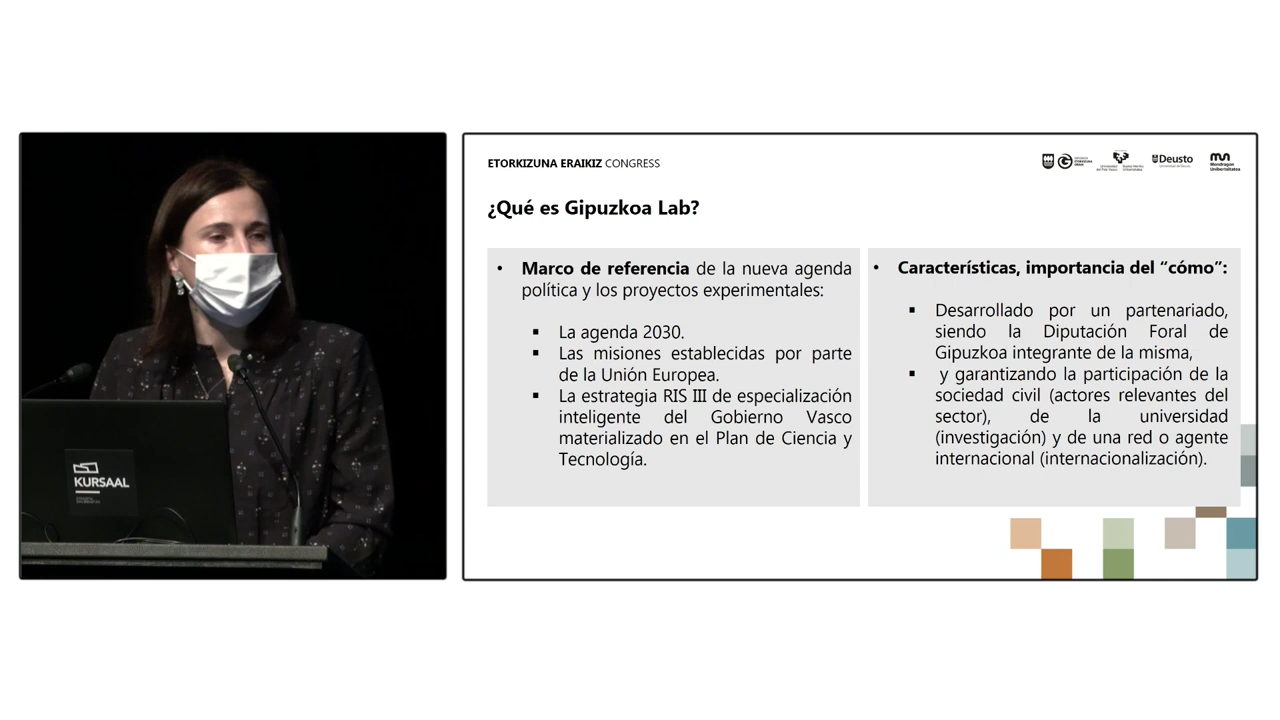 KURSAAL
ETORKIZUNA ERAIKIZ CONGRESS
Deusto
Mondragon
Unibertsitatea
¿Qué es Gipuzkoa Lab?
• Marco de referencia de la nueva agenda
política y los proyectos experimentales:
▪ La agenda 2030.
▪ Las misiones establecidas por parte
de la Unión Europea.
▪ La estrategia RIS III de especialización
inteligente del Gobierno Vasco
materializado en el Plan de Ciencia y
Tecnología.
• Características, importancia del “cómo”:
▪ Desarrollado por un partenariado,
siendo la Diputación Foral de
Gipuzkoa integrante de la misma,
▪ y garantizando la participación de la
sociedad civil (actores relevantes del
sector), de la universidad
(investigación) y de una red o agente
internacional (internacionalización).